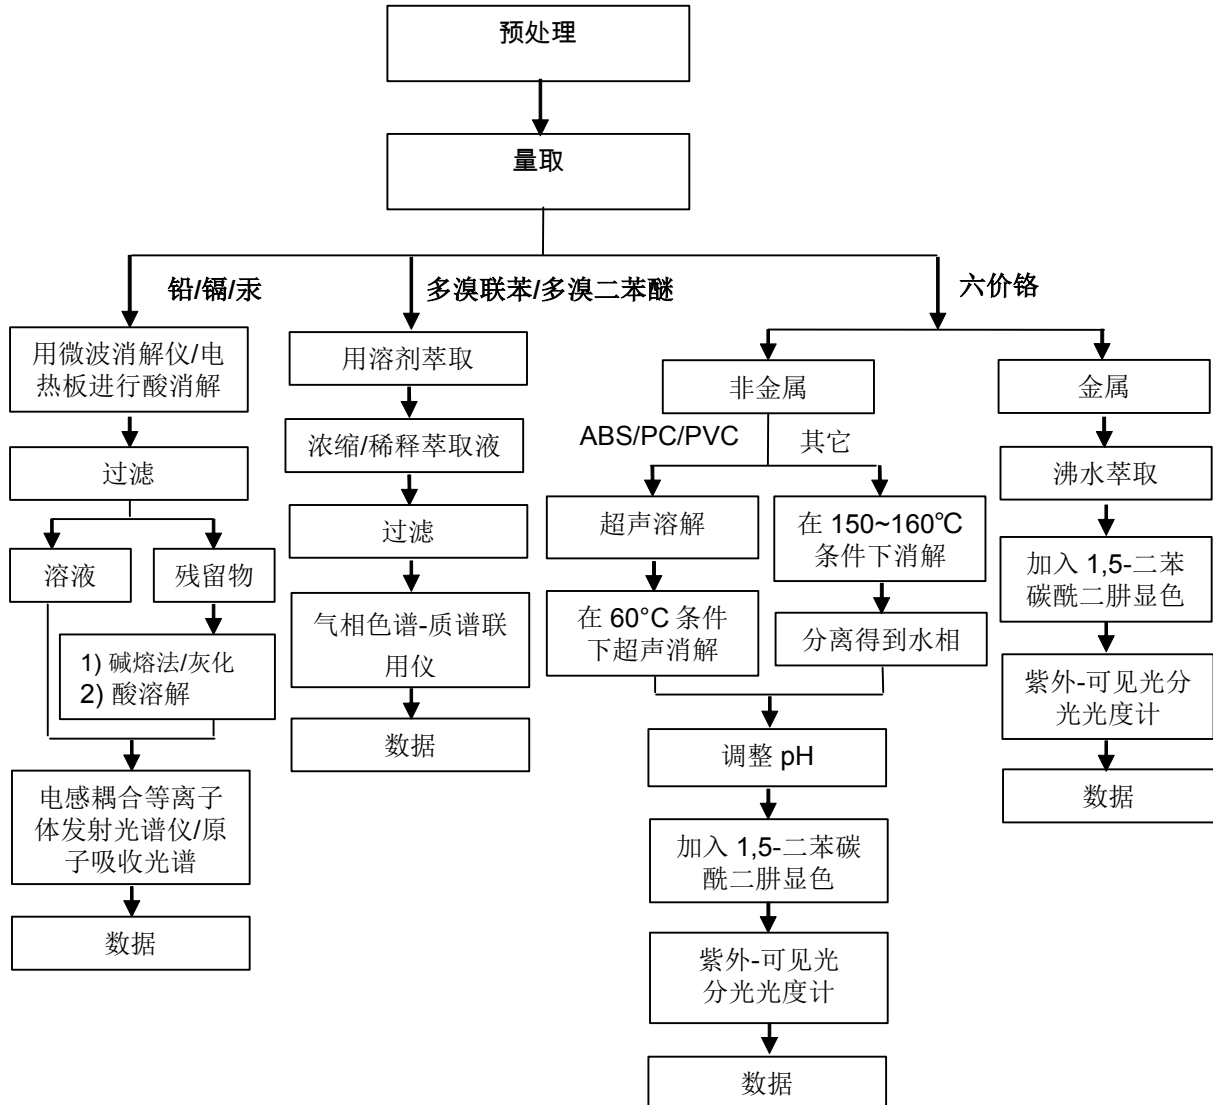 预处理
量取
铅/镉/汞
用微波消解仪/电
热板进行酸消解
过滤
溶液
残留物
1) 碱熔法/灰化
2) 酸溶解
电感耦合等离子
体发射光谱仪/原
子吸收光谱
数据
多溴联苯/多溴二苯醚
用溶剂萃取
浓缩/稀释萃取液
过滤
气相色谱-质谱联
用仪
数据
六价铬
非金属
ABS/PC/PVC
其它
超声溶解
在 60°C 条件
下超声消解
在 150~160℃
条件下消解
分离得到水相
调整 pH
加入 1,5-二苯碳
酰二肼显色
紫外-可见光
分光光度计
数据
金属
沸水萃取
加入 1,5-二苯
碳酰二肼显色
紫外-可见光分
光光度计
数据